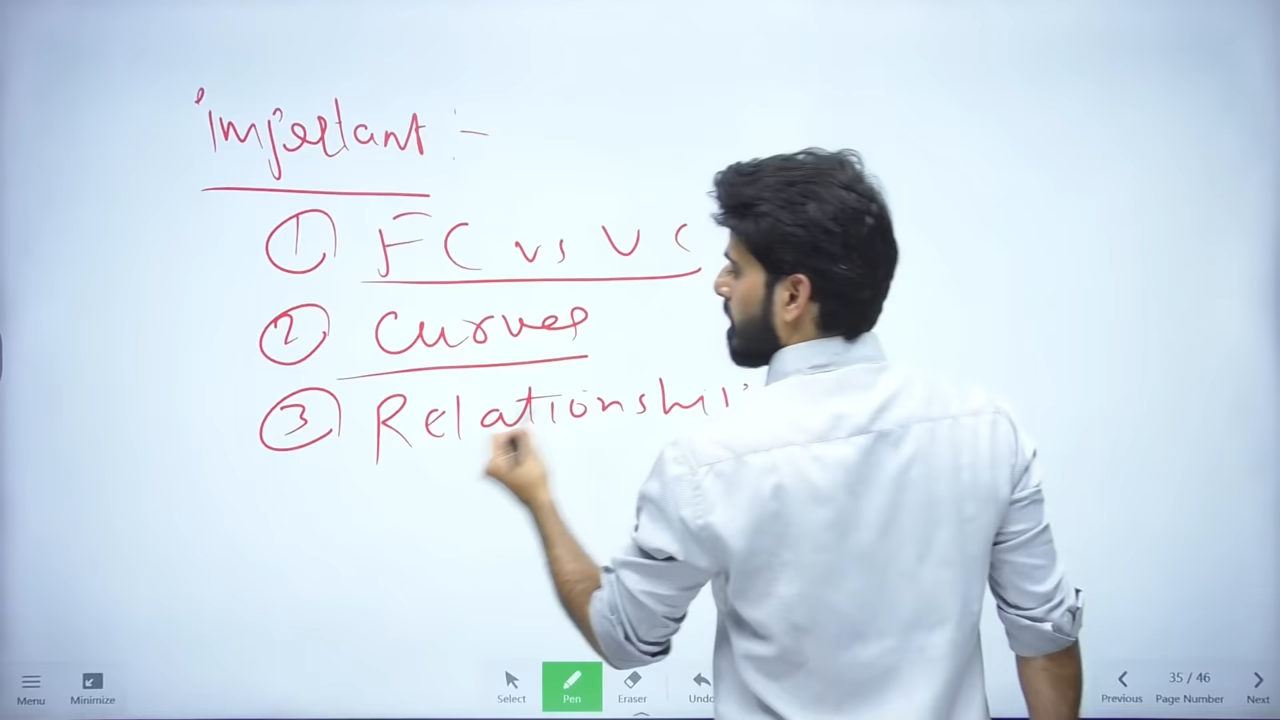 Important :-
① FC vs VC
② Curves
③ Relationshi
Menu
Minimize
Select
Pen
Eraser
Undo
Previous
35 / 46
Page Number
Next